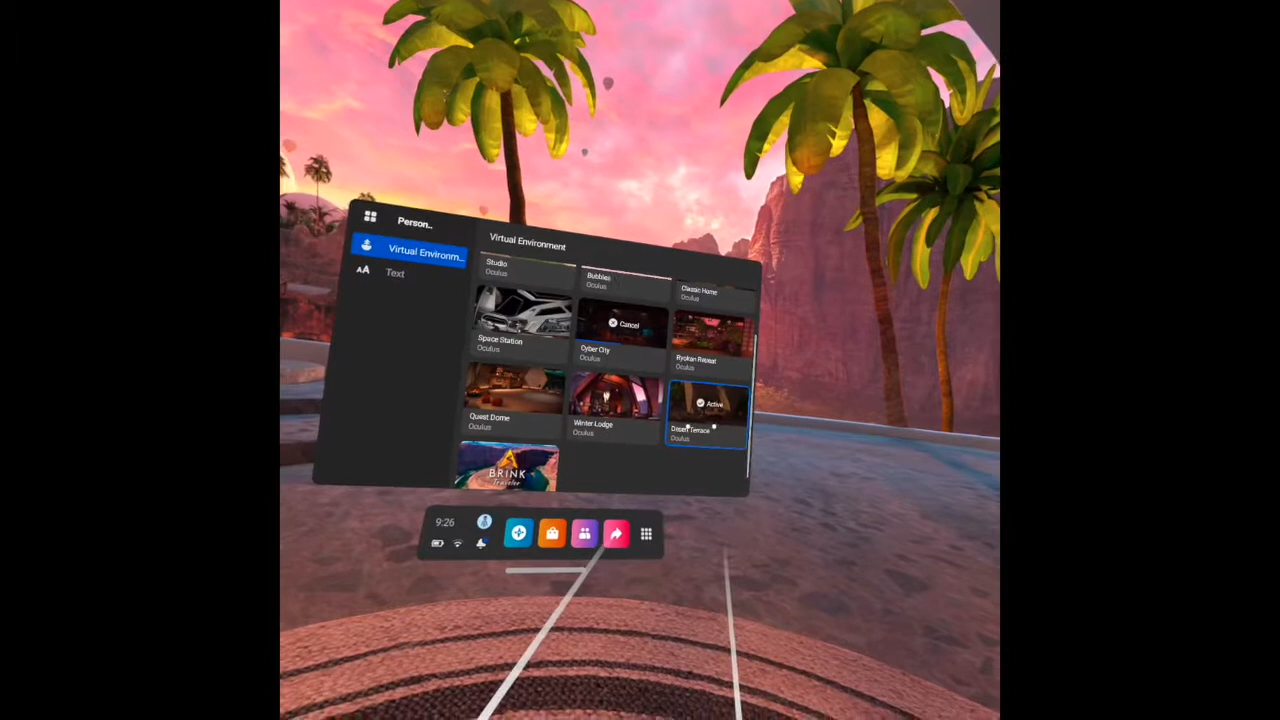 Person..
Virtual Environm...
Text
Virtual Environment
Studio
Oculus
Bubbles
Oculus
Classic Home
Oculus
Space Station
Oculus
Cancel
Cyber City
Oculus
Ryokan Retreat
Oculus
Quest Dome
Oculus
Winter Lodge
Oculus
Active
Desert Terrace
Oculus
BRINK
Traveler
9:26